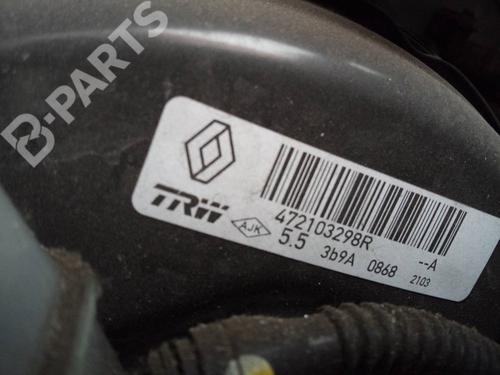 B-PARTS
TRW
AJK
472103298R --A
5.5 3b9A 0868 2103